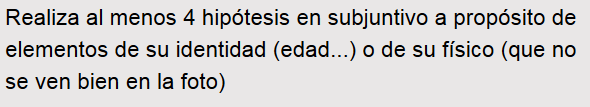 Realiza al menos 4 hipótesis en subjuntivo a propósito de
elementos de su identidad (edad...) o de su físico (que no
se ven bien en la foto)